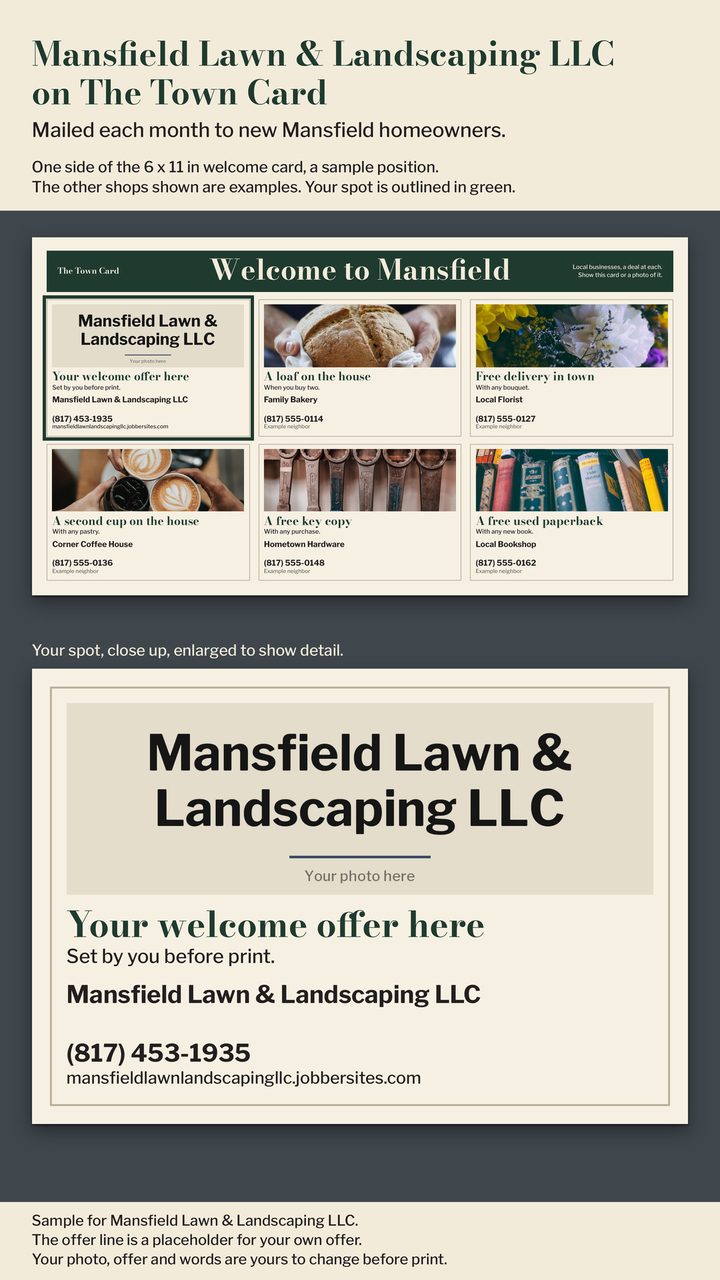 Mansfield Lawn & Landscaping LLC
on The Town Card
Mailed each month to new Mansfield homeowners.
One side of the 6 x 11 in welcome card, a sample position.
The other shops shown are examples. Your spot is outlined in green.
The Town Card
Welcome to Mansfield
Local businesses, a deal at each.
Show this card or a photo of it.
Mansfield Lawn &
Landscaping LLC
Your photo here
Your welcome offer here
Set by you before print.
Mansfield Lawn & Landscaping LLC
(817) 453-1935
mansfieldlawnlandscapingllc.jobbersites.com
A loaf on the house
When you buy two.
Family Bakery
(817) 555-0114
Example neighbor
Free delivery in town
With any bouquet.
Local Florist
(817) 555-0127
Example neighbor
A second cup on the house
With any pastry.
Corner Coffee House
(817) 555-0136
Example neighbor
A free key copy
With any purchase.
Hometown Hardware
(817) 555-0148
Example neighbor
A free used paperback
With any new book.
Local Bookshop
(817) 555-0162
Example neighbor
Your spot, close up, enlarged to show detail.
Mansfield Lawn &
Landscaping LLC
Your photo here
Your welcome offer here
Set by you before print.
Mansfield Lawn & Landscaping LLC
(817) 453-1935
mansfieldlawnlandscapingllc.jobbersites.com
Sample for Mansfield Lawn & Landscaping LLC.
The offer line is a placeholder for your own offer.
Your photo, offer and words are yours to change before print.